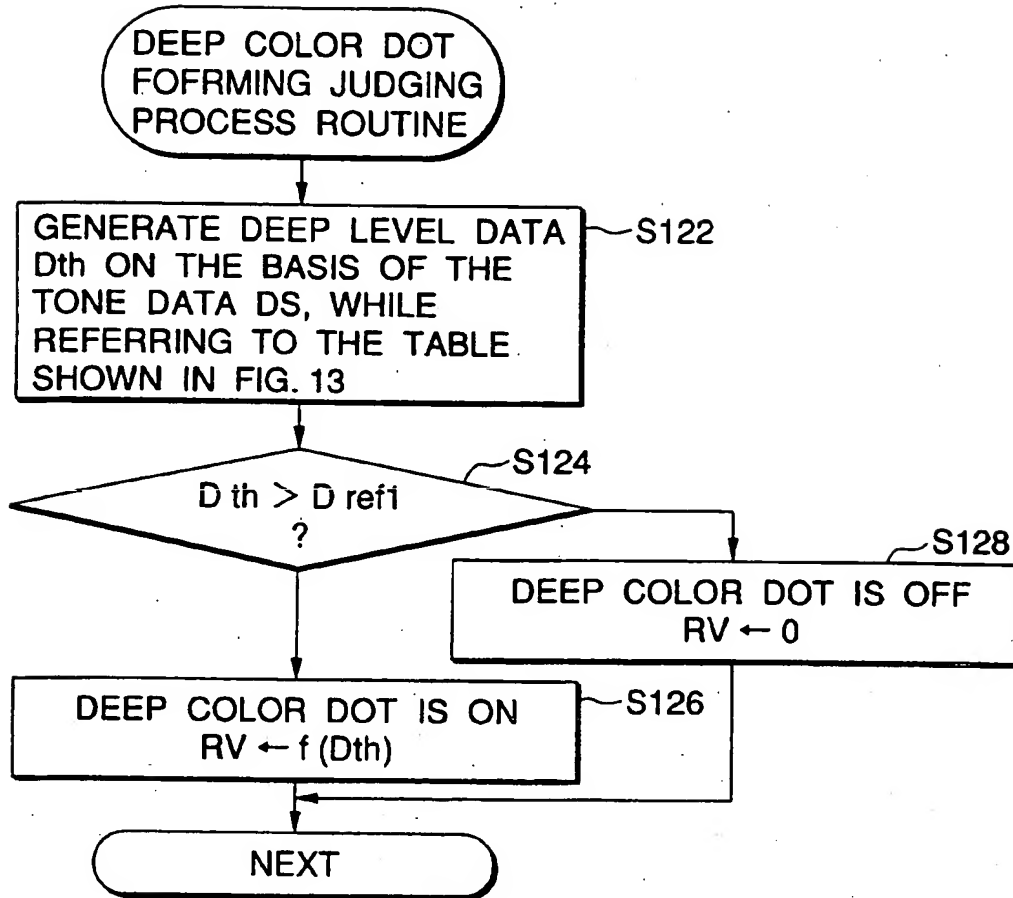 DEEP COLOR DOT
FOFRMING JUDGING
PROCESS ROUTINE
GENERATE DEEP LEVEL DATA
Dth ON THE BASIS OF THE
TONE DATA DS, WHILE
REFERRING TO THE TABLE
SHOWN IN FIG. 13
S122
S124
D th > D ref1
?
S128
DEEP COLOR DOT IS OFF
RV ← 0
DEEP COLOR DOT IS ON
RV ← f (Dth)
S126
NEXT